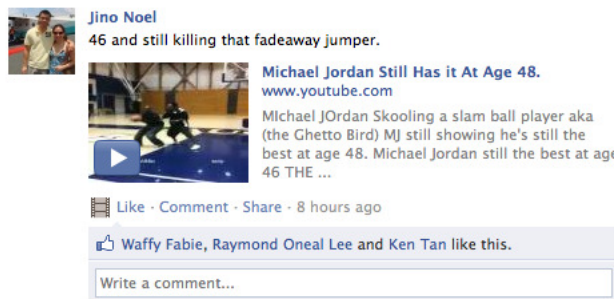 Jino Noel
46 and still killing that fadeaway jumper.
Michael Jordan Still Has it At Age 48.
www.youtube.com
MIchael JOrdan Skooling a slam ball player aka
(the Ghetto Bird) MJ still showing he's still the
best at age 48. Michael Jordan still the best at age
46 THE ...
Like · Comment · Share · 8 hours ago
Waffy Fabie, Raymond Oneal Lee and Ken Tan like this.
Write a comment...